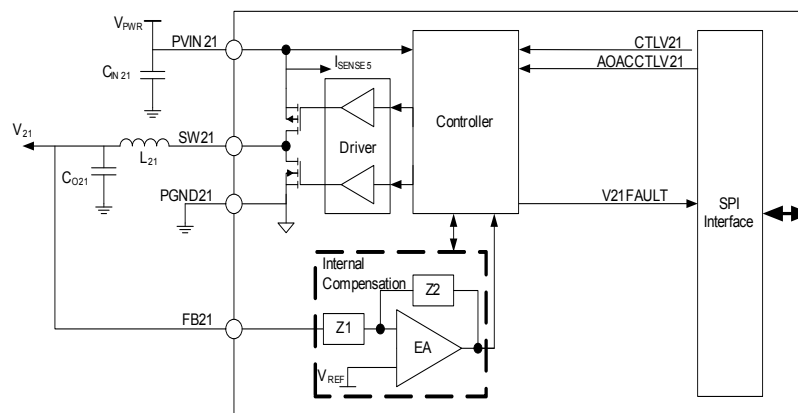 VPWR
PVIN21
CIN21
ISENSE5
CTLV21
AOACCTLV21
V21
SW21
L21
CO21
Driver
Controller
PGND21
V21FAULT
SPI
Interface
Internal
Compensation
Z2
Z1
FB21
EA
VREF